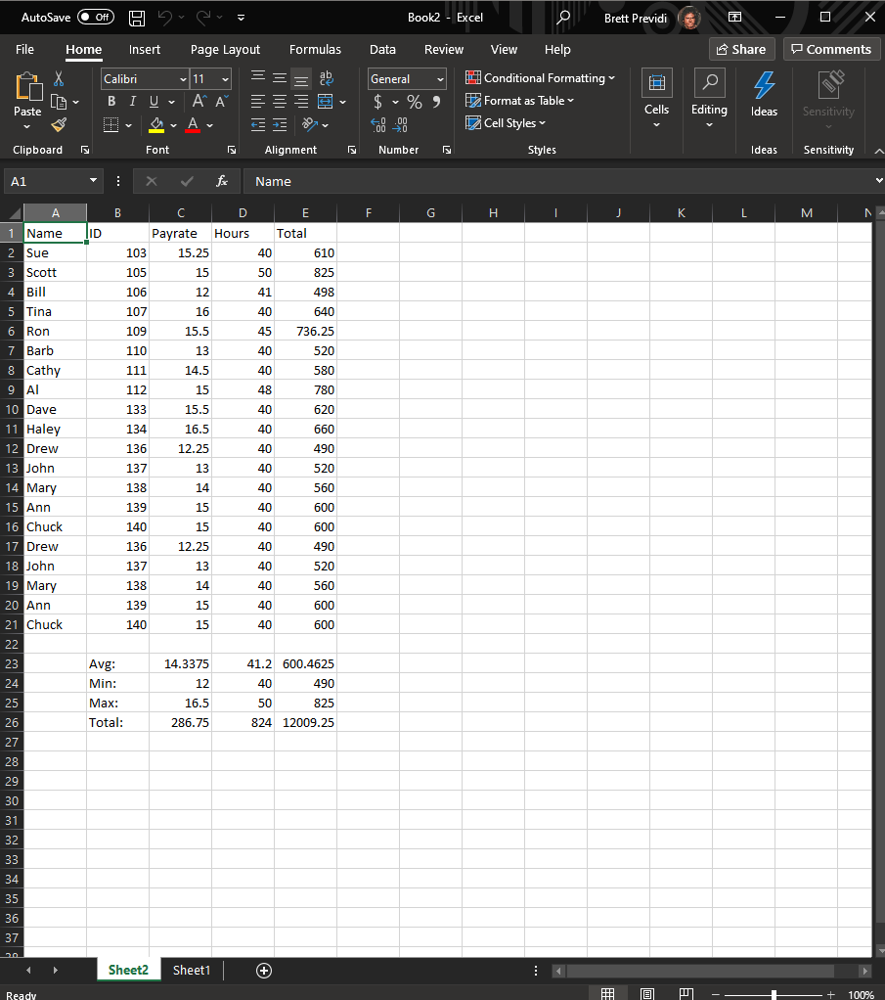 AutoSave Off Book2 - Excel Brett Previdi
File Home Insert Page Layout Formulas Data Review View Help Share Comments
Calibri 11 ab General Conditional Formatting
Paste B I U A A $ % Format as Table Cells Editing Ideas Sensitivity
A .00 .00 Cell Styles
Clipboard Font Alignment Number Styles Ideas Sensitivity
A1 fx Name
A B C D E F G H I J K L M N
1 Name ID Payrate Hours Total
2 Sue 103 15.25 40 610
3 Scott 105 15 50 825
4 Bill 106 12 41 498
5 Tina 107 16 40 640
6 Ron 109 15.5 45 736.25
7 Barb 110 13 40 520
8 Cathy 111 14.5 40 580
9 Al 112 15 48 780
10 Dave 133 15.5 40 620
11 Haley 134 16.5 40 660
12 Drew 136 12.25 40 490
13 John 137 13 40 520
14 Mary 138 14 40 560
15 Ann 139 15 40 600
16 Chuck 140 15 40 600
17 Drew 136 12.25 40 490
18 John 137 13 40 520
19 Mary 138 14 40 560
20 Ann 139 15 40 600
21 Chuck 140 15 40 600
22
23 Avg: 14.3375 41.2 600.4625
24 Min: 12 40 490
25 Max: 16.5 50 825
26 Total: 286.75 824 12009.25
27
28
29
30
31
32
33
34
35
36
37
38
Sheet2 Sheet1
Ready 100%